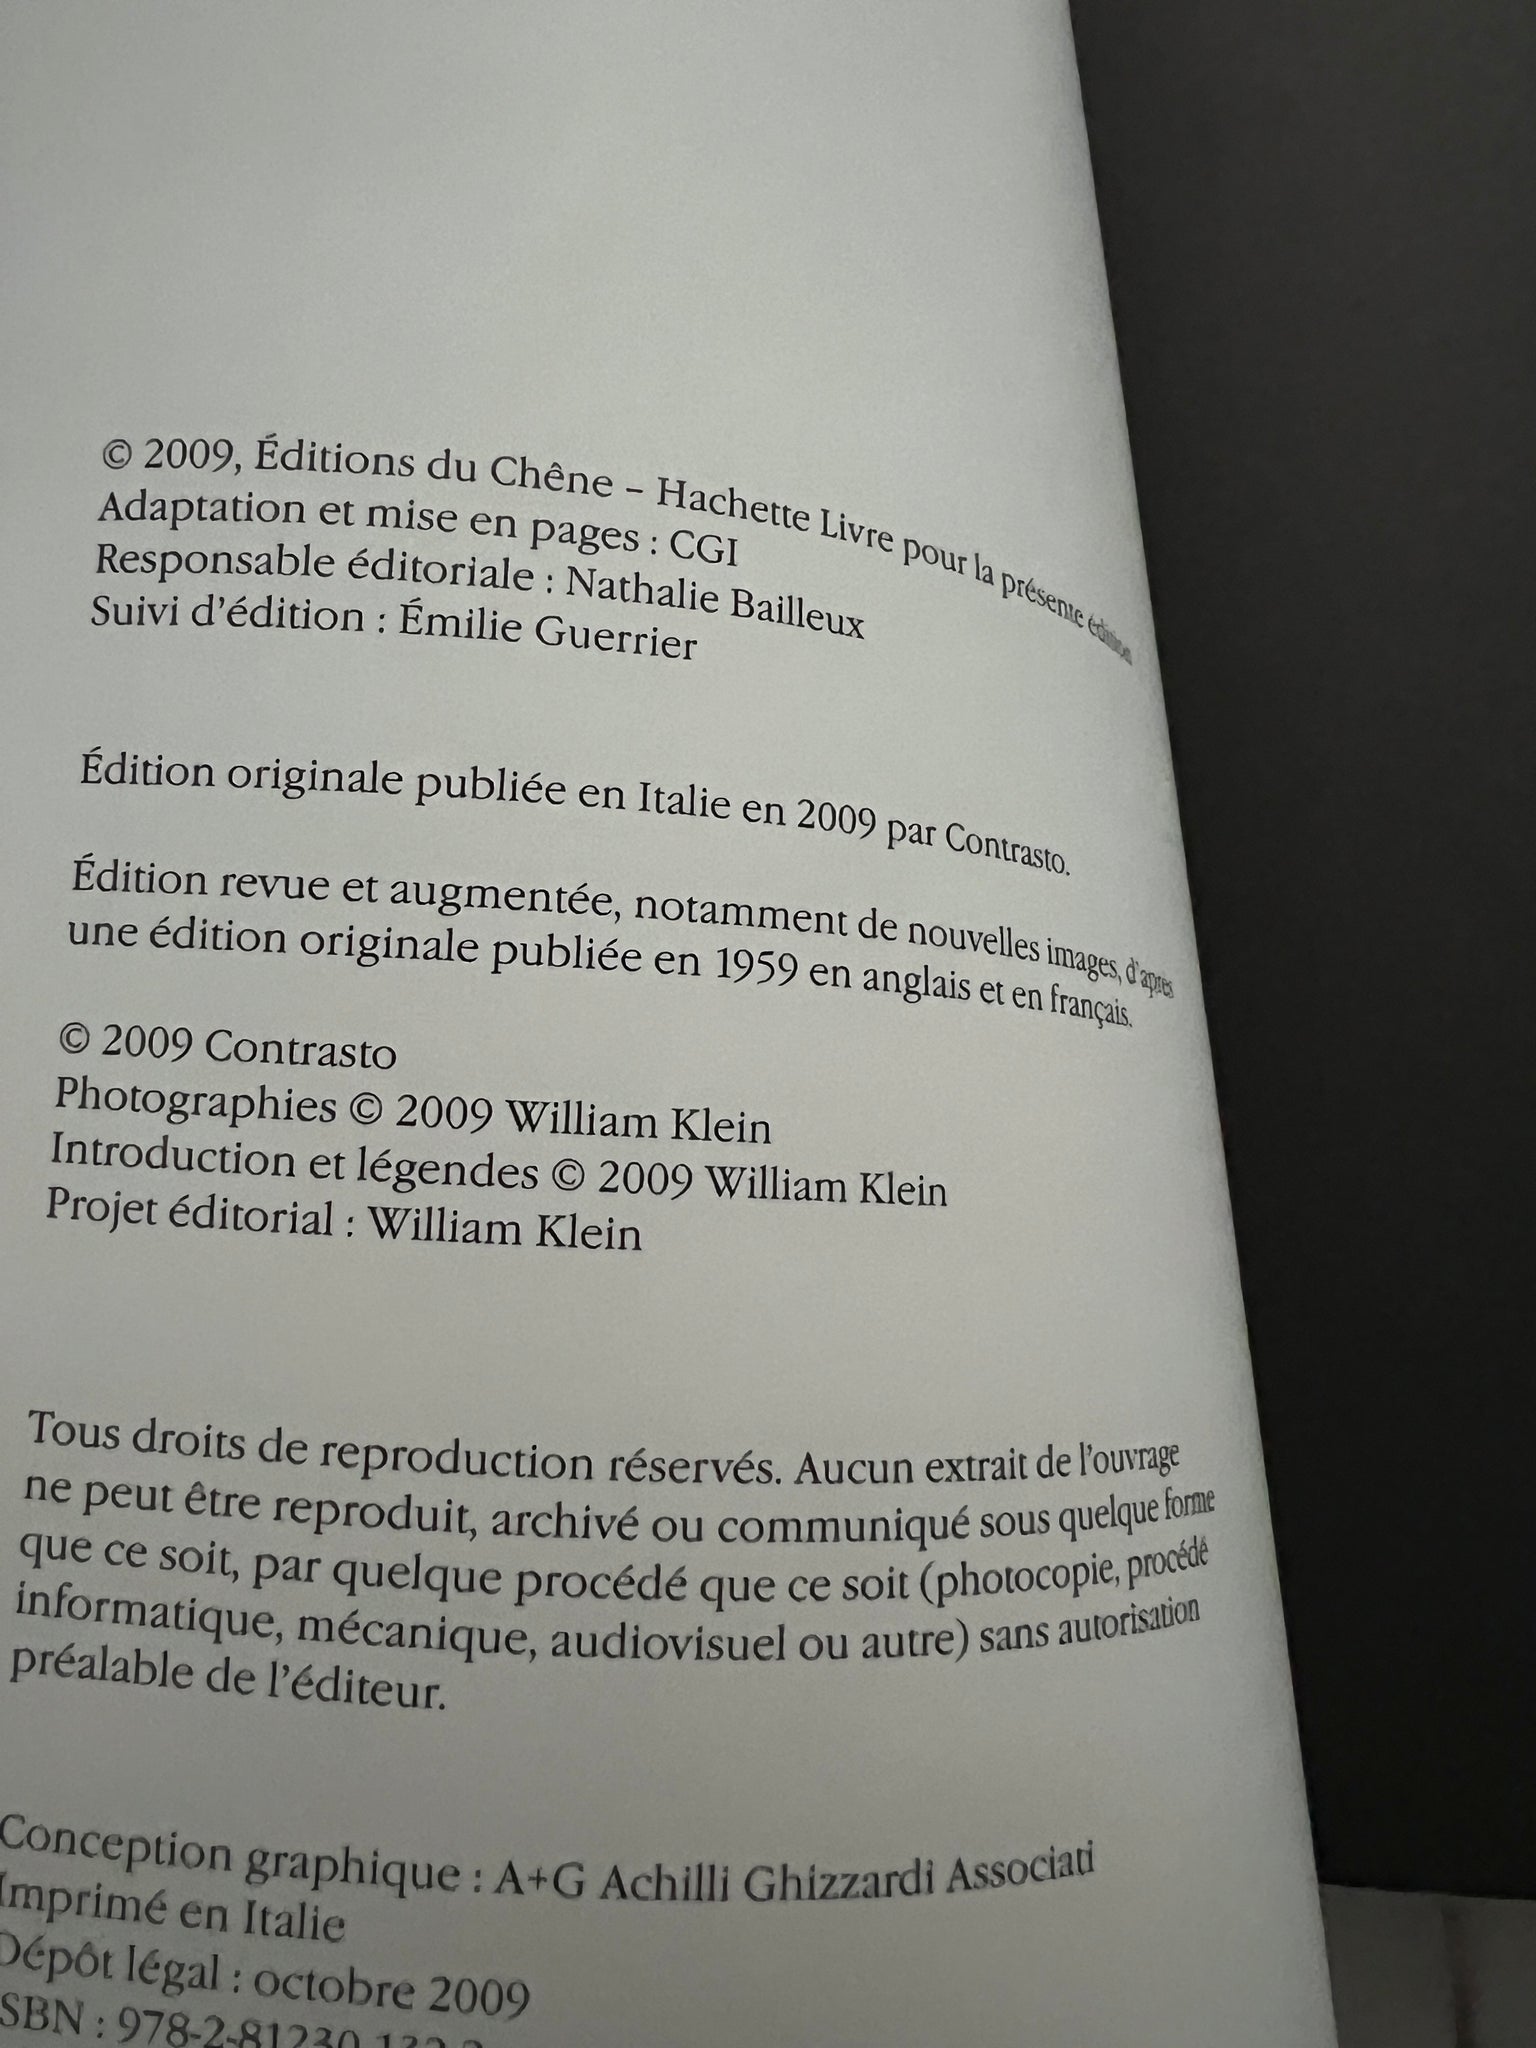 © 2009, Éditions du Chêne – Hachette Livre pour la présente édition
Adaptation et mise en pages : CGI
Responsable éditoriale : Nathalie Bailleux
Suivi d'édition : Émilie Guerrier
Édition originale publiée en Italie en 2009 par Contrasto.
Édition revue et augmentée, notamment de nouvelles images, d'après
une édition originale publiée en 1959 en anglais et en français.
© 2009 Contrasto
Photographies © 2009 William Klein
Introduction et légendes © 2009 William Klein
Projet éditorial : William Klein
Tous droits de reproduction réservés. Aucun extrait de l'ouvrage
ne peut être reproduit, archivé ou communiqué sous quelque forme
que ce soit, par quelque procédé que ce soit (photocopie, procédé
informatique, mécanique, audiovisuel ou autre) sans autorisation
préalable de l'éditeur.
Conception graphique : A+G Achilli Ghizzardi Associati
Imprimé en Italie
Dépôt légal : octobre 2009
SBN : 978-2-81230